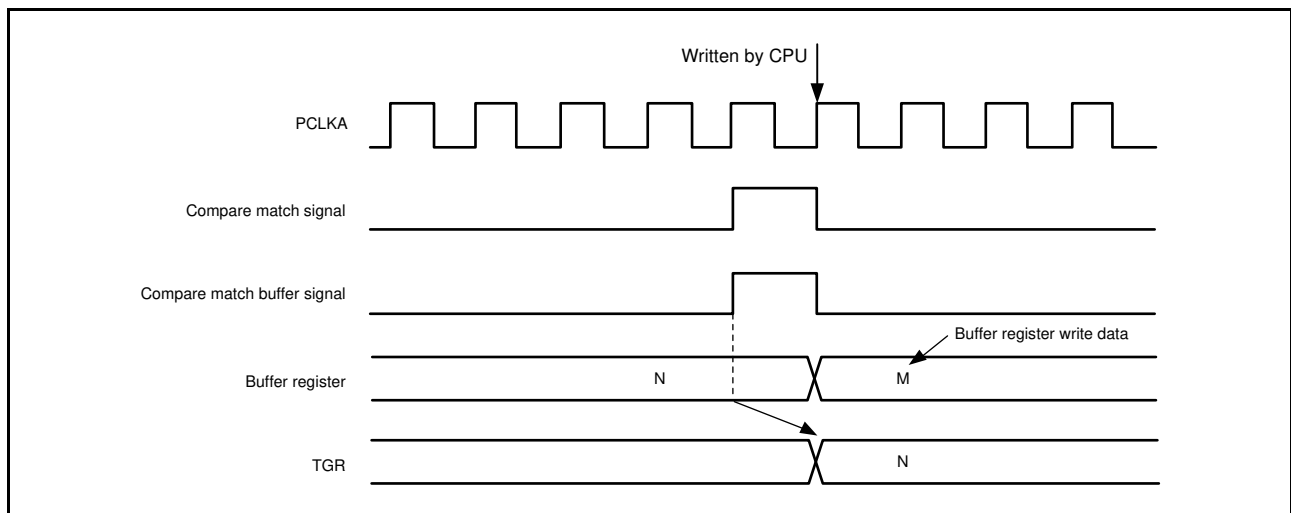 Written by CPU
PCLKA
Compare match signal
Compare match buffer signal
Buffer register write data
Buffer register
N
M
TGR
N